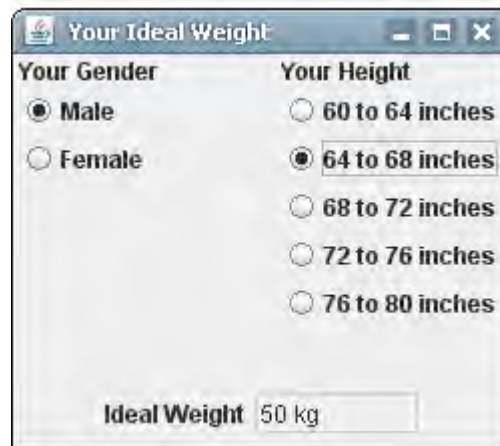 Your Ideal Weight
Your Gender
Male
Female
Your Height
60 to 64 inches
64 to 68 inches
68 to 72 inches
72 to 76 inches
76 to 80 inches
Ideal Weight 50 kg